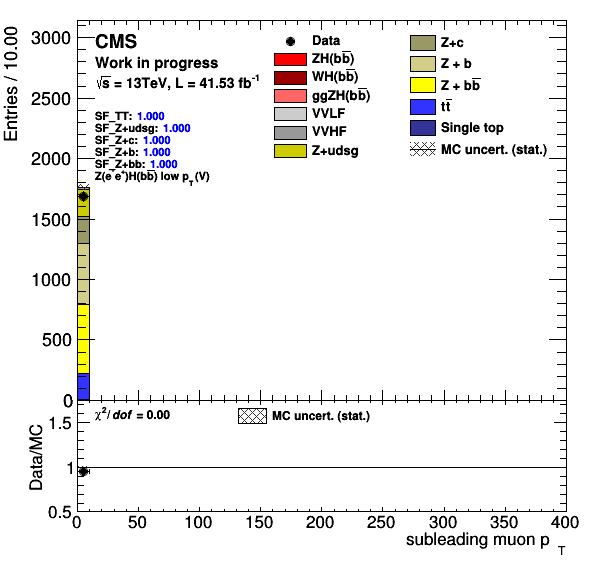 CMS
Work in progress
√s = 13TeV, L = 41.53 fb⁻¹
SF_TT: 1.000
SF_Z+udsg: 1.000
SF_Z+c: 1.000
SF_Z+b: 1.000
SF_Z+bb: 1.000
Z(e⁻e⁺)H(bb̅) low p_T(V)
Data
ZH(bb̅)
WH(bb̅)
ggZH(bb̅)
VVLF
VVHF
Z+udsg
Z+c
Z + b
Z + bb̅
tt̅
Single top
MC uncert. (stat.)
Entries / 10.00
3000
2500
2000
1500
1000
500
0
χ²/dof = 0.00
MC uncert. (stat.)
Data/MC
1.5
1
0.5
0 50 100 150 200 250 300 350 400
subleading muon p_T